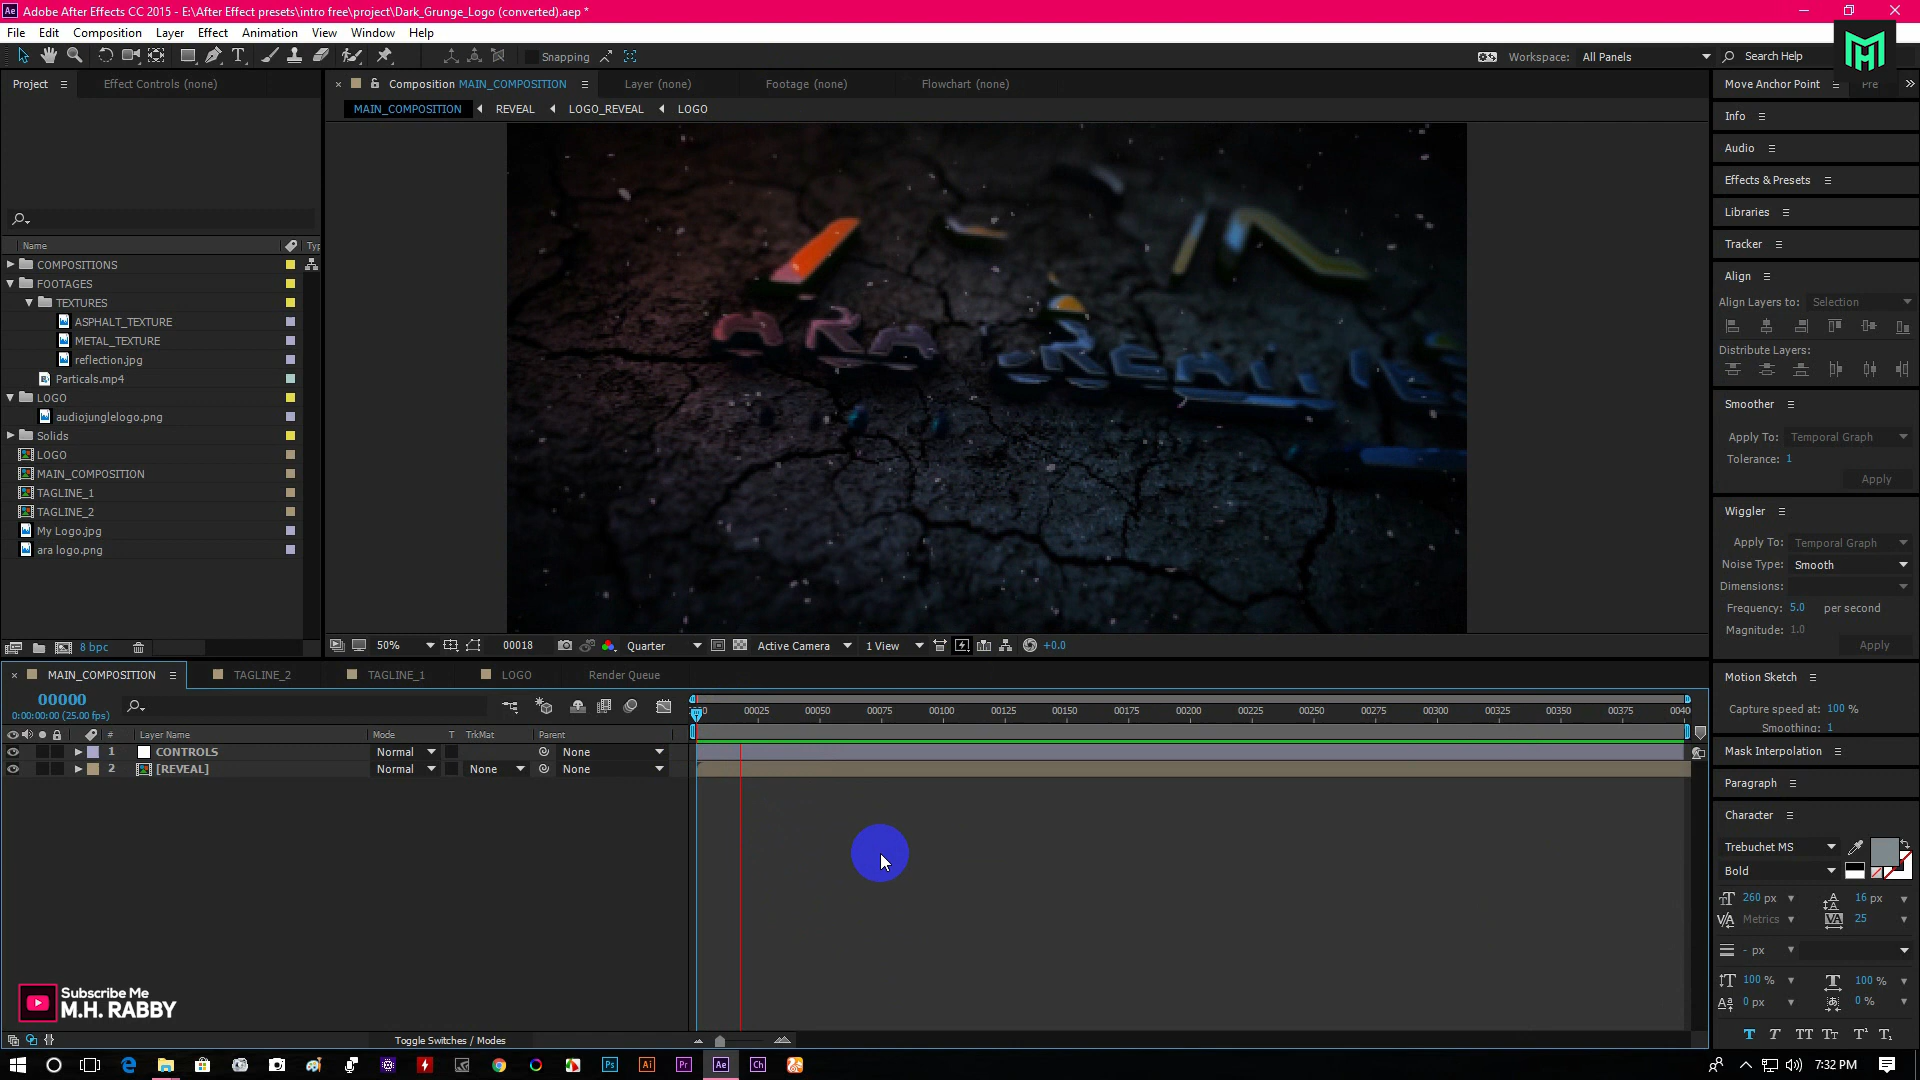 Adobe After Effects CC 2015 - E:\After Effect presets\intro free\project\Dark_Grunge_Logo (converted).aep *
File Edit Composition Layer Effect Animation View Window Help
Snapping
Workspace: All Panels
Search Help
Project
Effect Controls (none)
Composition MAIN_COMPOSITION
Layer (none)
Footage (none)
Flowchart (none)
MAIN_COMPOSITION REVEAL LOGO_REVEAL LOGO
Name
Typ
COMPOSITIONS
FOOTAGES
TEXTURES
ASPHALT_TEXTURE
METAL_TEXTURE
reflection.jpg
Particals.mp4
LOGO
audiojunglelogo.png
Solids
LOGO
MAIN_COMPOSITION
TAGLINE_1
TAGLINE_2
My Logo.jpg
ara logo.png
8 bpc
50%
00018
Quarter
Active Camera
1 View
+0.0
Move Anchor Point
Pre
Info
Audio
Effects & Presets
Libraries
Tracker
Align
Align Layers to: Selection
Distribute Layers:
Smoother
Apply To: Temporal Graph
Tolerance: 1
Apply
Wiggler
Apply To: Temporal Graph
Noise Type: Smooth
Dimensions:
Frequency: 5.0 per second
Magnitude: 1.0
Apply
Motion Sketch
Capture speed at: 100 %
Smoothing: 1
Mask Interpolation
Paragraph
Character
Trebuchet MS
Bold
260 px
16 px
Metrics
25
- px
100 %
100 %
0 px
0 %
MAIN_COMPOSITION
TAGLINE_2
TAGLINE_1
LOGO
Render Queue
00000
0:00:00:00 (25.00 fps)
00025 00050 00075 00100 00125 00150 00175 00200 00225 00250 00275 00300 00325 00350 00375 0040
# Layer Name Mode T TrkMat Parent
1 CONTROLS Normal None
2 [REVEAL] Normal None None
Subscribe Me
M.H. RABBY
Toggle Switches / Modes
Ps Ai Pr Ae Ch
7:32 PM